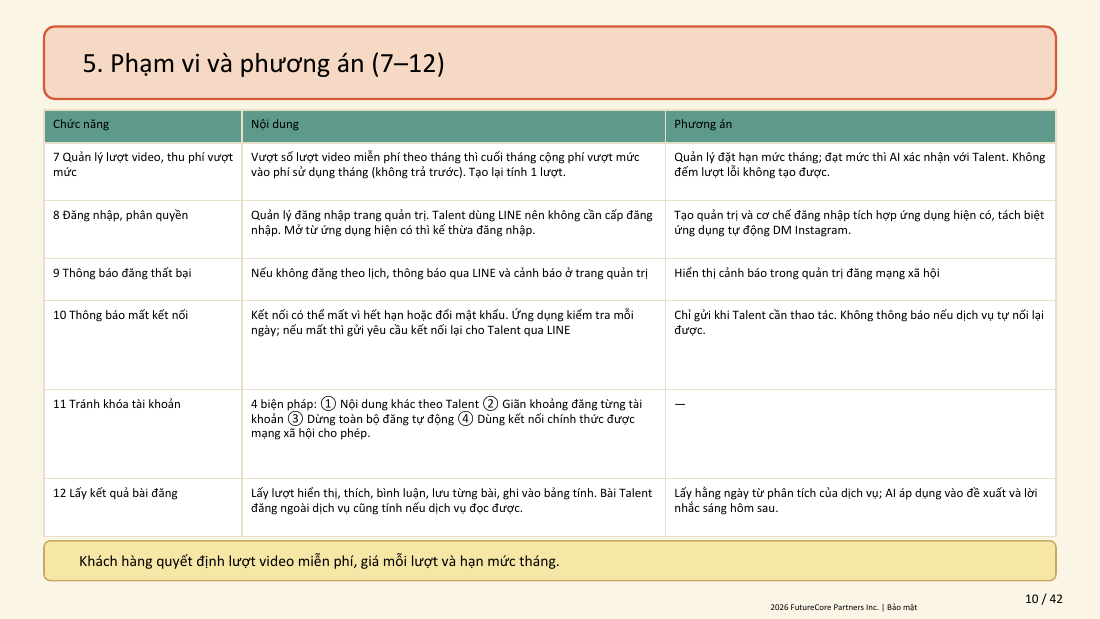 5. Phạm vi và phương án (7–12)
Chức năng
Nội dung
Phương án
7 Quản lý lượt video, thu phí vượt
mức
Vượt số lượt video miễn phí theo tháng thì cuối tháng cộng phí vượt mức
vào phí sử dụng tháng (không trả trước). Tạo lại tính 1 lượt.
Quản lý đặt hạn mức tháng; đạt mức thì AI xác nhận với Talent. Không
đếm lượt lỗi không tạo được.
8 Đăng nhập, phân quyền
Quản lý đăng nhập trang quản trị. Talent dùng LINE nên không cần cấp đăng
nhập. Mở từ ứng dụng hiện có thì kế thừa đăng nhập.
Tạo quản trị và cơ chế đăng nhập tích hợp ứng dụng hiện có, tách biệt
ứng dụng tự động DM Instagram.
9 Thông báo đăng thất bại
Nếu không đăng theo lịch, thông báo qua LINE và cảnh báo ở trang quản trị
Hiển thị cảnh báo trong quản trị đăng mạng xã hội
10 Thông báo mất kết nối
Kết nối có thể mất vì hết hạn hoặc đổi mật khẩu. Ứng dụng kiểm tra mỗi
ngày; nếu mất thì gửi yêu cầu kết nối lại cho Talent qua LINE
Chỉ gửi khi Talent cần thao tác. Không thông báo nếu dịch vụ tự nối lại
được.
11 Tránh khóa tài khoản
4 biện pháp: ① Nội dung khác theo Talent ② Giãn khoảng đăng từng tài
khoản ③ Dừng toàn bộ đăng tự động ④ Dùng kết nối chính thức được
mạng xã hội cho phép.
—
12 Lấy kết quả bài đăng
Lấy lượt hiển thị, thích, bình luận, lưu từng bài, ghi vào bảng tính. Bài Talent
đăng ngoài dịch vụ cũng tính nếu dịch vụ đọc được.
Lấy hằng ngày từ phân tích của dịch vụ; AI áp dụng vào đề xuất và lời
nhắc sáng hôm sau.
Khách hàng quyết định lượt video miễn phí, giá mỗi lượt và hạn mức tháng.
2026 FutureCore Partners Inc. | Bảo mật
10 / 42